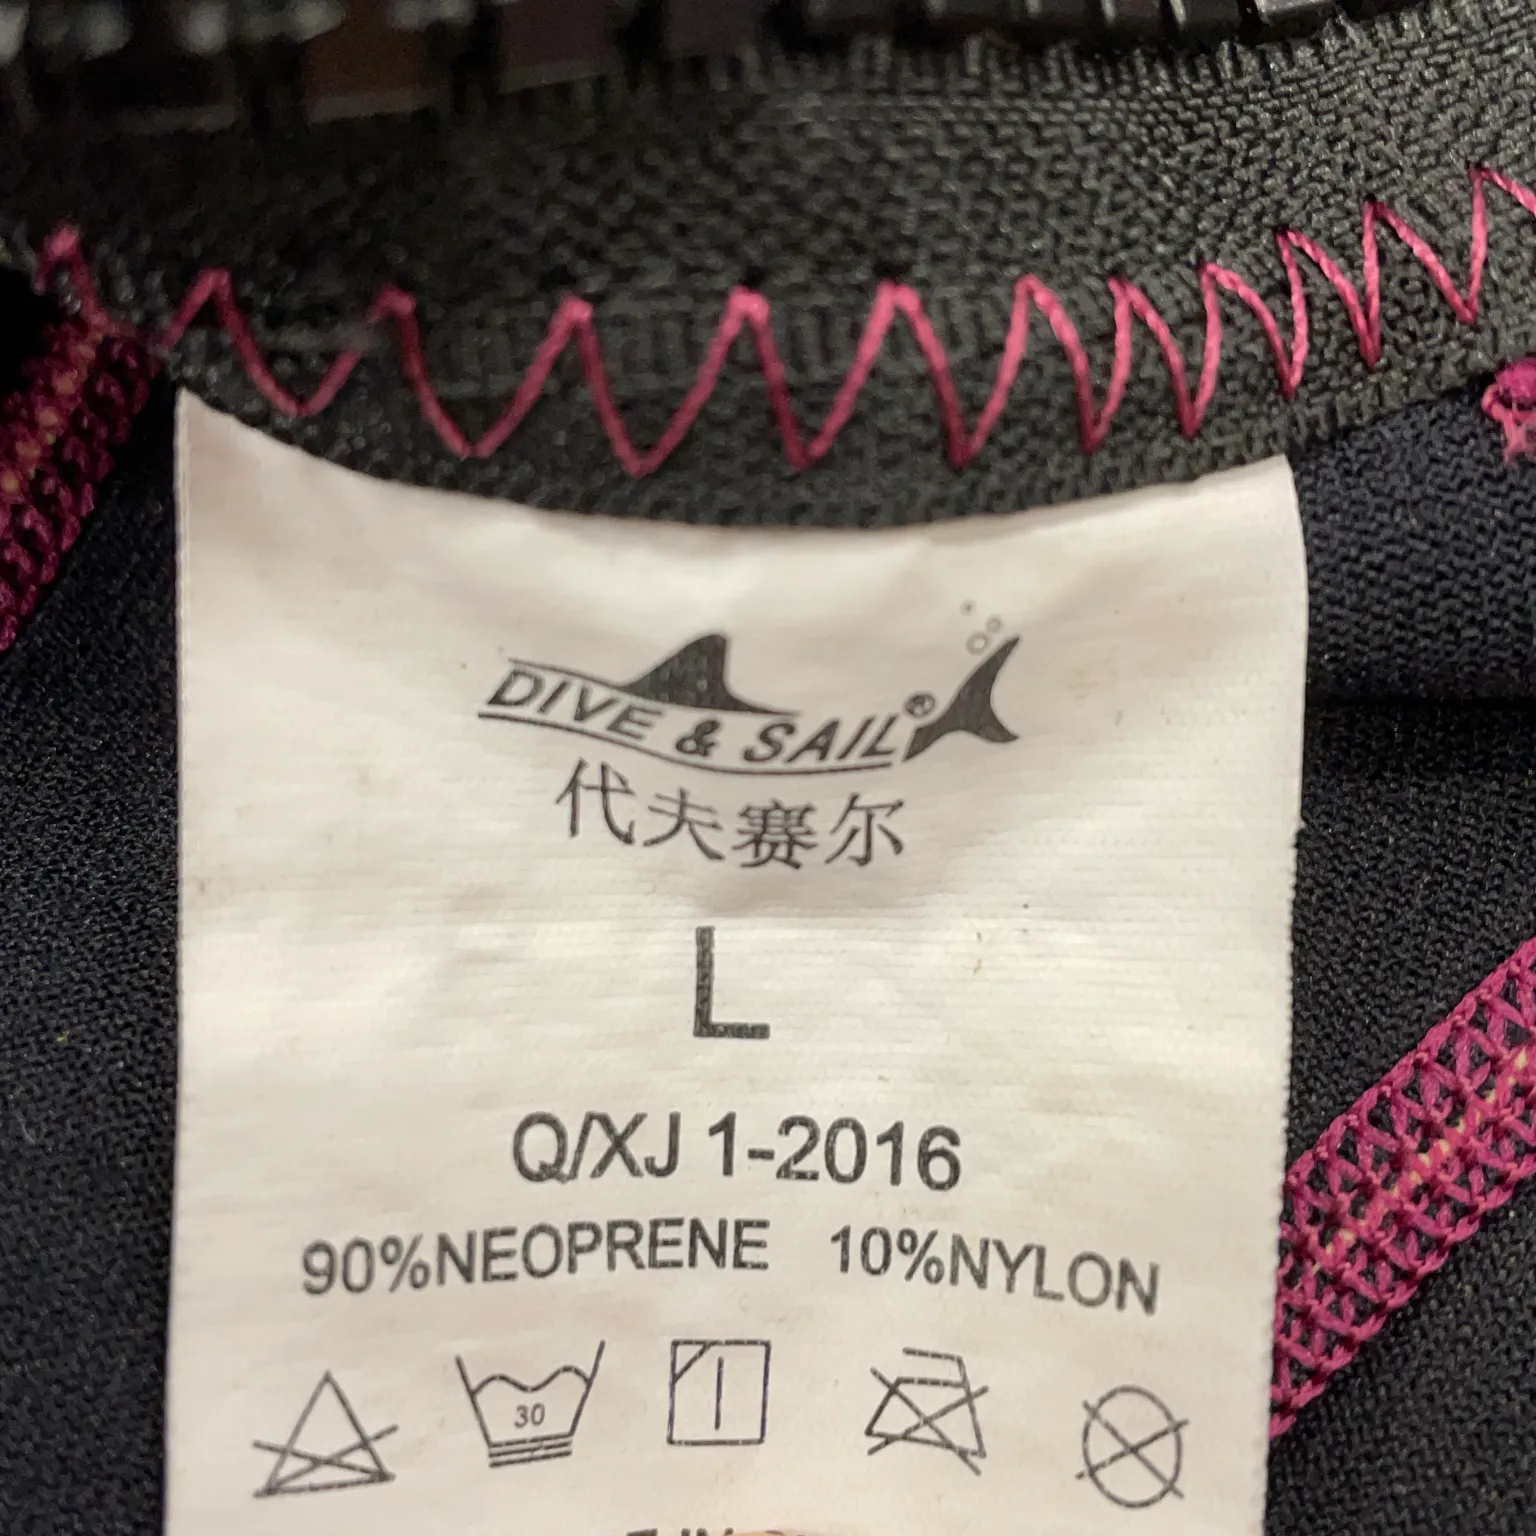 DIVE & SAIL®
代夫赛尔
L
Q/XJ 1-2016
90%NEOPRENE 10%NYLON
30